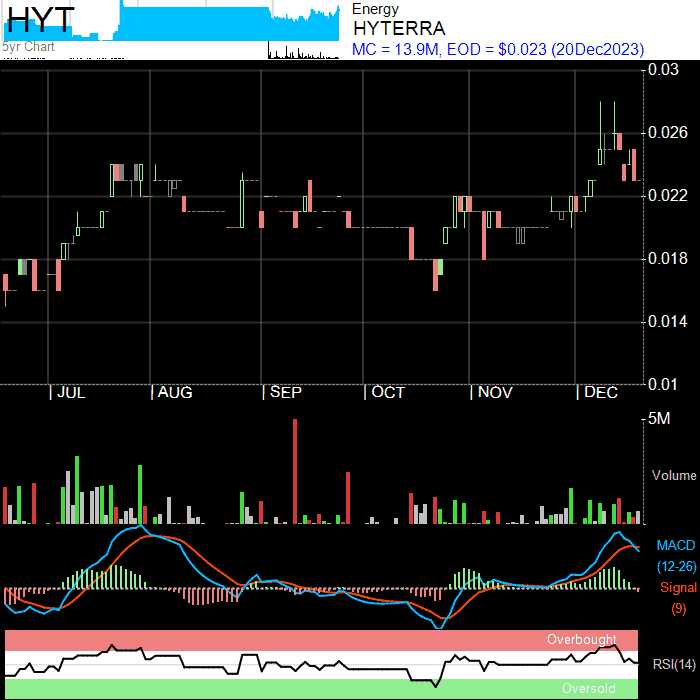 HYT
5yr Chart
Energy
HYTERRA
MC = 13.9M, EOD = $0.023 (20Dec2023)
0.03
0.026
0.022
0.018
0.014
0.01
| JUL | AUG | SEP | OCT | NOV | DEC
5M
Volume
MACD
(12-26)
Signal
(9)
Overbought
RSI(14)
Oversold